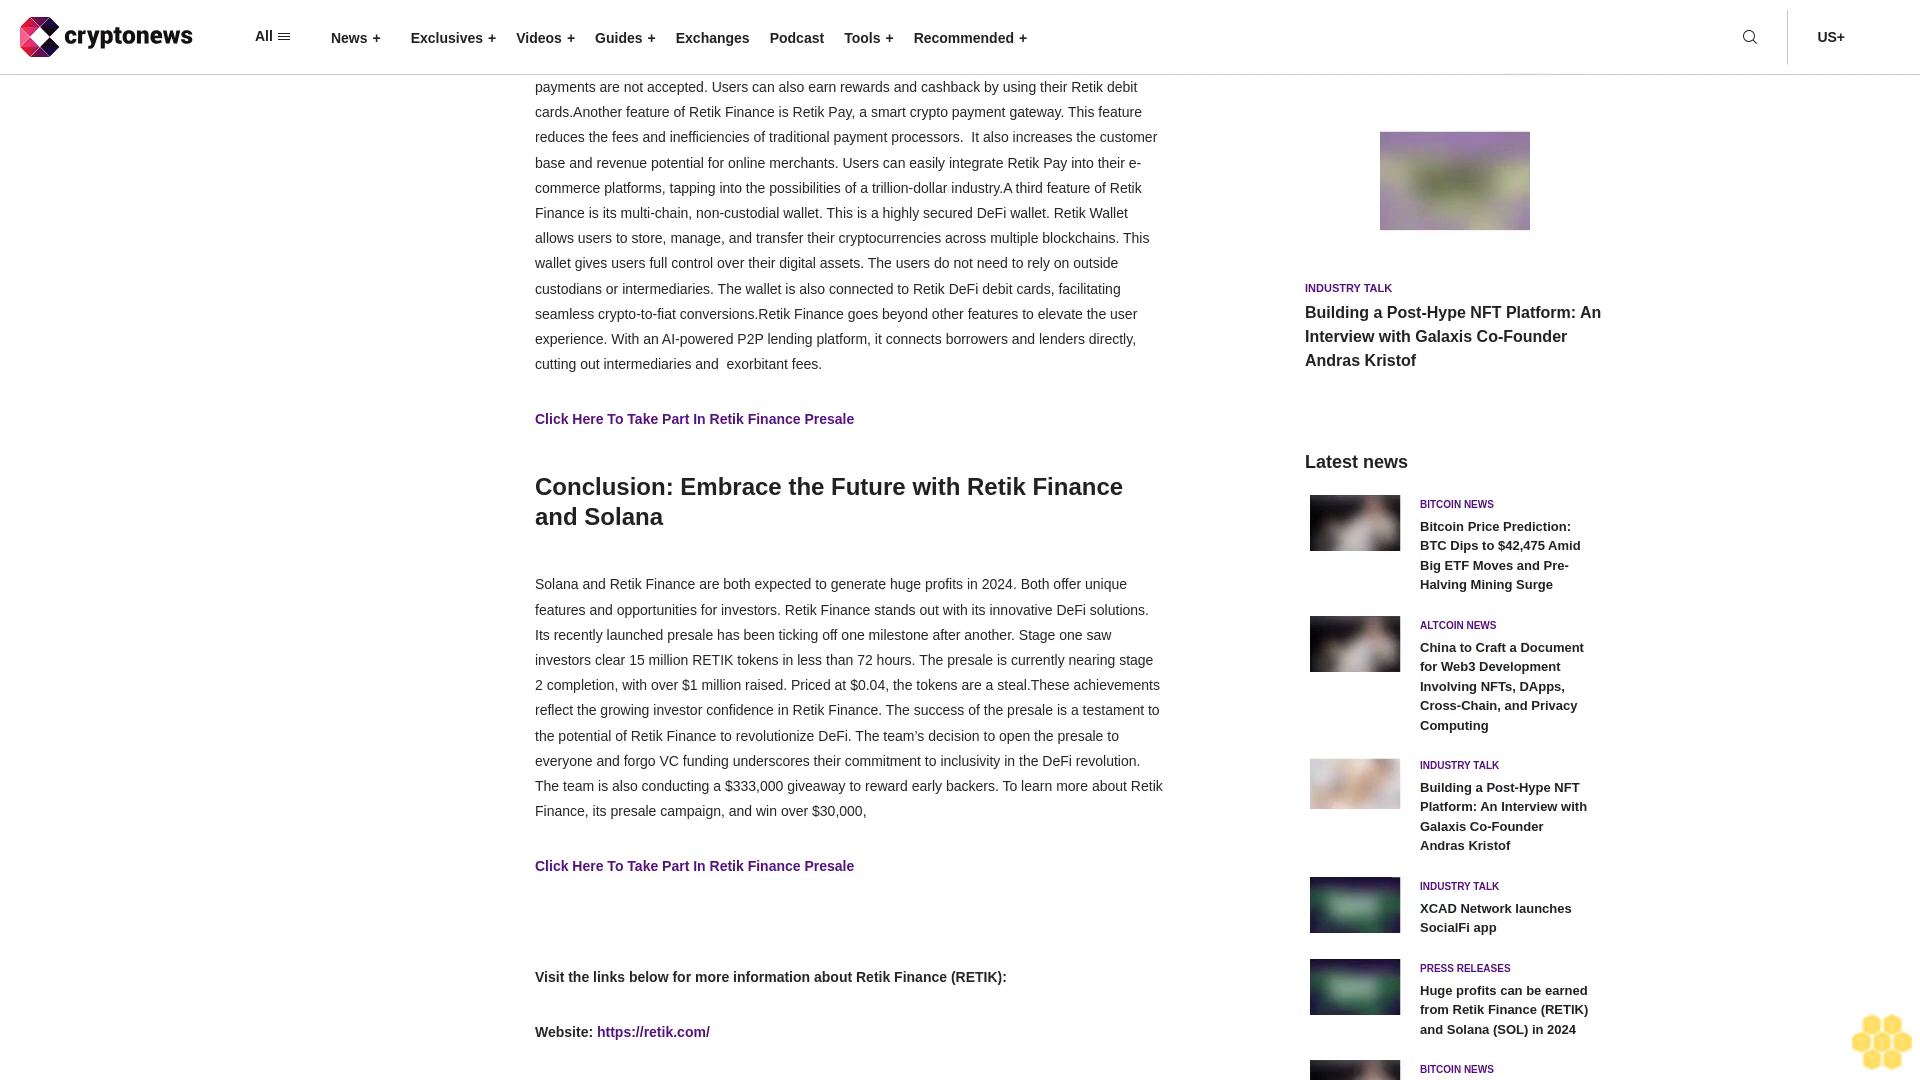 cryptonews
All
News +
Exclusives +
Videos +
Guides +
Exchanges
Podcast
Tools +
Recommended +
US+
payments are not accepted. Users can also earn rewards and cashback by using their Retik debit
cards.Another feature of Retik Finance is Retik Pay, a smart crypto payment gateway. This feature
reduces the fees and inefficiencies of traditional payment processors.  It also increases the customer
base and revenue potential for online merchants. Users can easily integrate Retik Pay into their e-
commerce platforms, tapping into the possibilities of a trillion-dollar industry.A third feature of Retik
Finance is its multi-chain, non-custodial wallet. This is a highly secured DeFi wallet. Retik Wallet
allows users to store, manage, and transfer their cryptocurrencies across multiple blockchains. This
wallet gives users full control over their digital assets. The users do not need to rely on outside
custodians or intermediaries. The wallet is also connected to Retik DeFi debit cards, facilitating
seamless crypto-to-fiat conversions.Retik Finance goes beyond other features to elevate the user
experience. With an AI-powered P2P lending platform, it connects borrowers and lenders directly,
cutting out intermediaries and  exorbitant fees.
Click Here To Take Part In Retik Finance Presale
Conclusion: Embrace the Future with Retik Finance
and Solana
Solana and Retik Finance are both expected to generate huge profits in 2024. Both offer unique
features and opportunities for investors. Retik Finance stands out with its innovative DeFi solutions.
Its recently launched presale has been ticking off one milestone after another. Stage one saw
investors clear 15 million RETIK tokens in less than 72 hours. The presale is currently nearing stage
2 completion, with over $1 million raised. Priced at $0.04, the tokens are a steal.These achievements
reflect the growing investor confidence in Retik Finance. The success of the presale is a testament to
the potential of Retik Finance to revolutionize DeFi. The team’s decision to open the presale to
everyone and forgo VC funding underscores their commitment to inclusivity in the DeFi revolution.
The team is also conducting a $333,000 giveaway to reward early backers. To learn more about Retik
Finance, its presale campaign, and win over $30,000,
Click Here To Take Part In Retik Finance Presale
Visit the links below for more information about Retik Finance (RETIK):
Website: https://retik.com/
INDUSTRY TALK
Building a Post-Hype NFT Platform: An
Interview with Galaxis Co-Founder
Andras Kristof
Latest news
BITCOIN NEWS
Bitcoin Price Prediction:
BTC Dips to $42,475 Amid
Big ETF Moves and Pre-
Halving Mining Surge
ALTCOIN NEWS
China to Craft a Document
for Web3 Development
Involving NFTs, DApps,
Cross-Chain, and Privacy
Computing
INDUSTRY TALK
Building a Post-Hype NFT
Platform: An Interview with
Galaxis Co-Founder
Andras Kristof
INDUSTRY TALK
XCAD Network launches
SocialFi app
PRESS RELEASES
Huge profits can be earned
from Retik Finance (RETIK)
and Solana (SOL) in 2024
BITCOIN NEWS